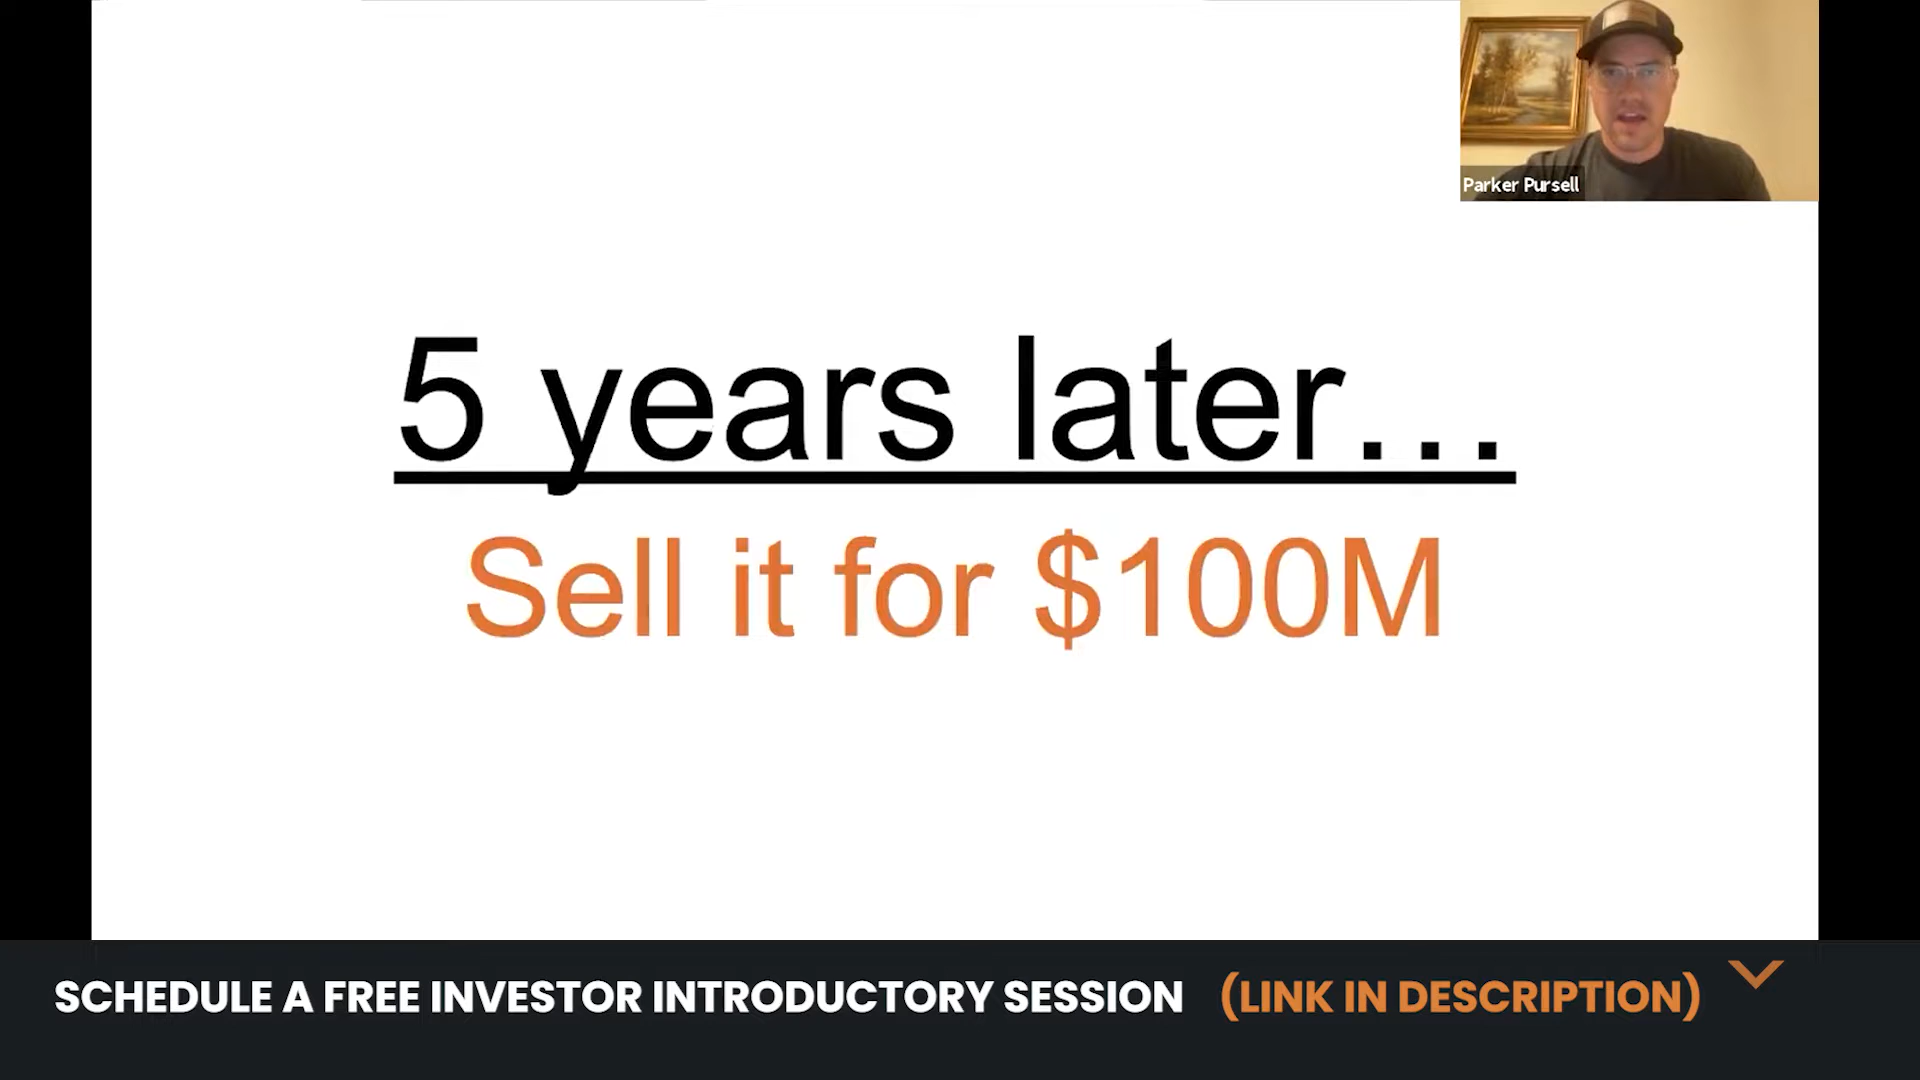 Parker Pursell
5 years later...
Sell it for $100M
SCHEDULE A FREE INVESTOR INTRODUCTORY SESSION (LINK IN DESCRIPTION)